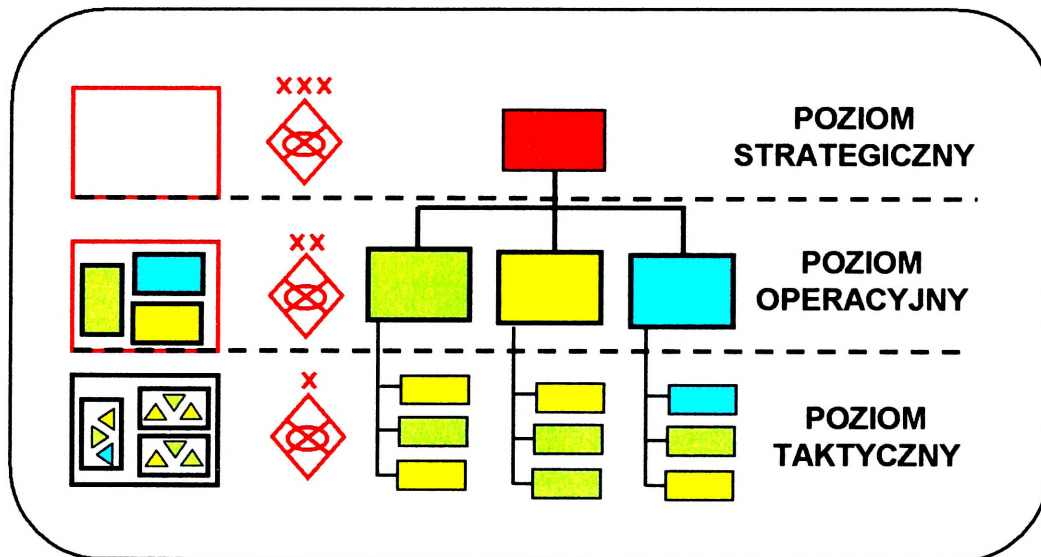 XXX
POZIOM
STRATEGICZNY
XX
POZIOM
OPERACYJNY
X
POZIOM
TAKTYCZNY